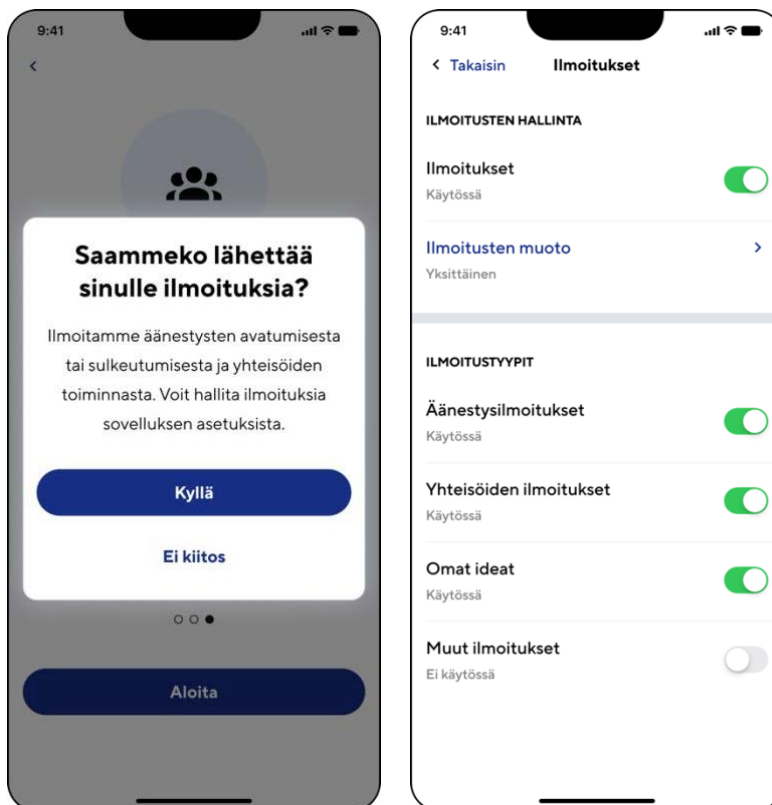 9:41
Saammeko lähettää
sinulle ilmoituksia?
Ilmoitamme äänestysten avatumisesta
tai sulkeutumisesta ja yhteisöiden
toiminnasta. Voit hallita ilmoituksia
sovelluksen asetuksista.
Kyllä
Ei kiitos
Aloita
9:41
Takaisin Ilmoitukset
ILMOITUSTEN HALLINTA
Ilmoitukset
Käytössä
Ilmoitusten muoto
Yksittäinen
ILMOITUSTYYPIT
Äänestysilmoitukset
Käytössä
Yhteisöiden ilmoitukset
Käytössä
Omat ideat
Käytössä
Muut ilmoitukset
Ei käytössä